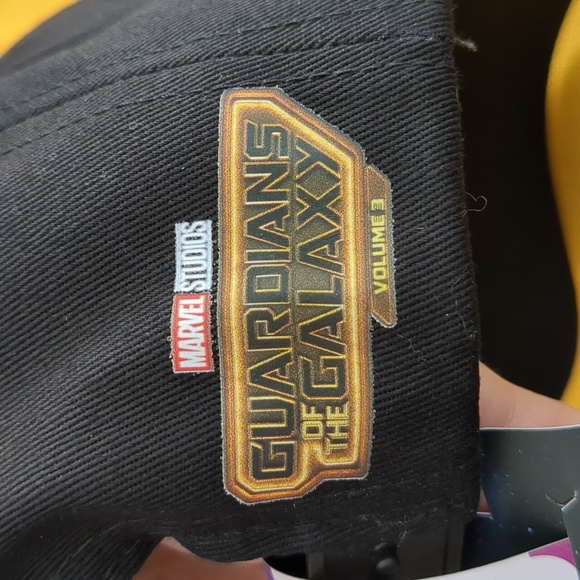 MARVEL STUDIOS
GUARDIANS
OF THE GALAXY
VOLUME 3